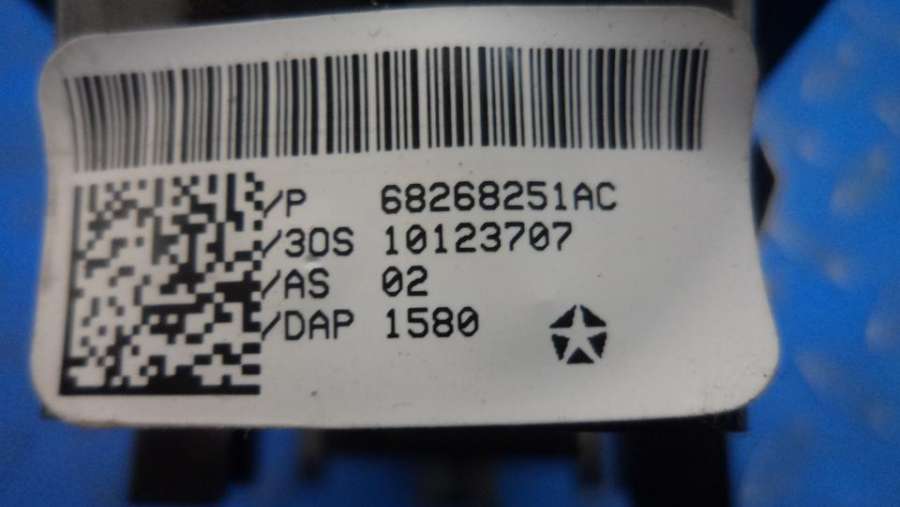 /P 68268251AC
/3OS 10123707
/AS 02
/DAP 1580